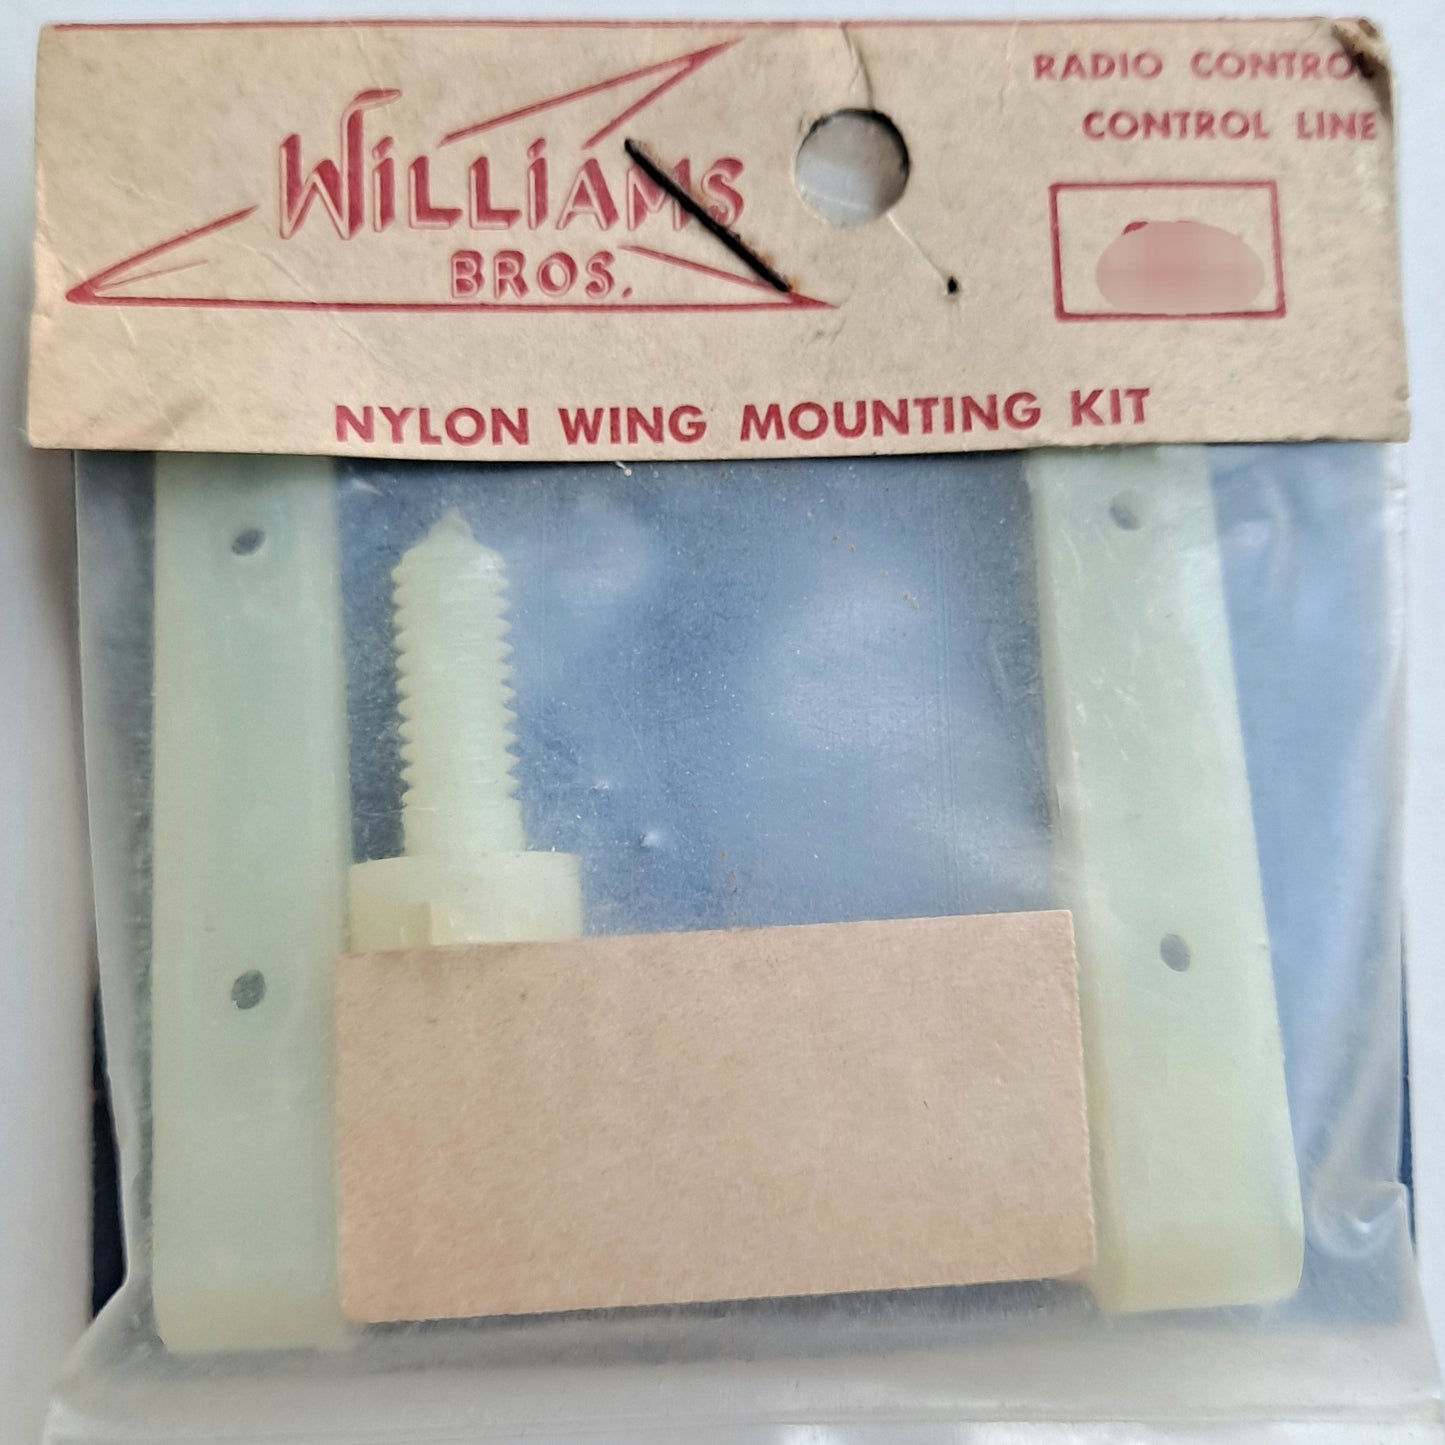 WILLIAMS
BROS.
RADIO CONTROL
CONTROL LINE
NYLON WING MOUNTING KIT